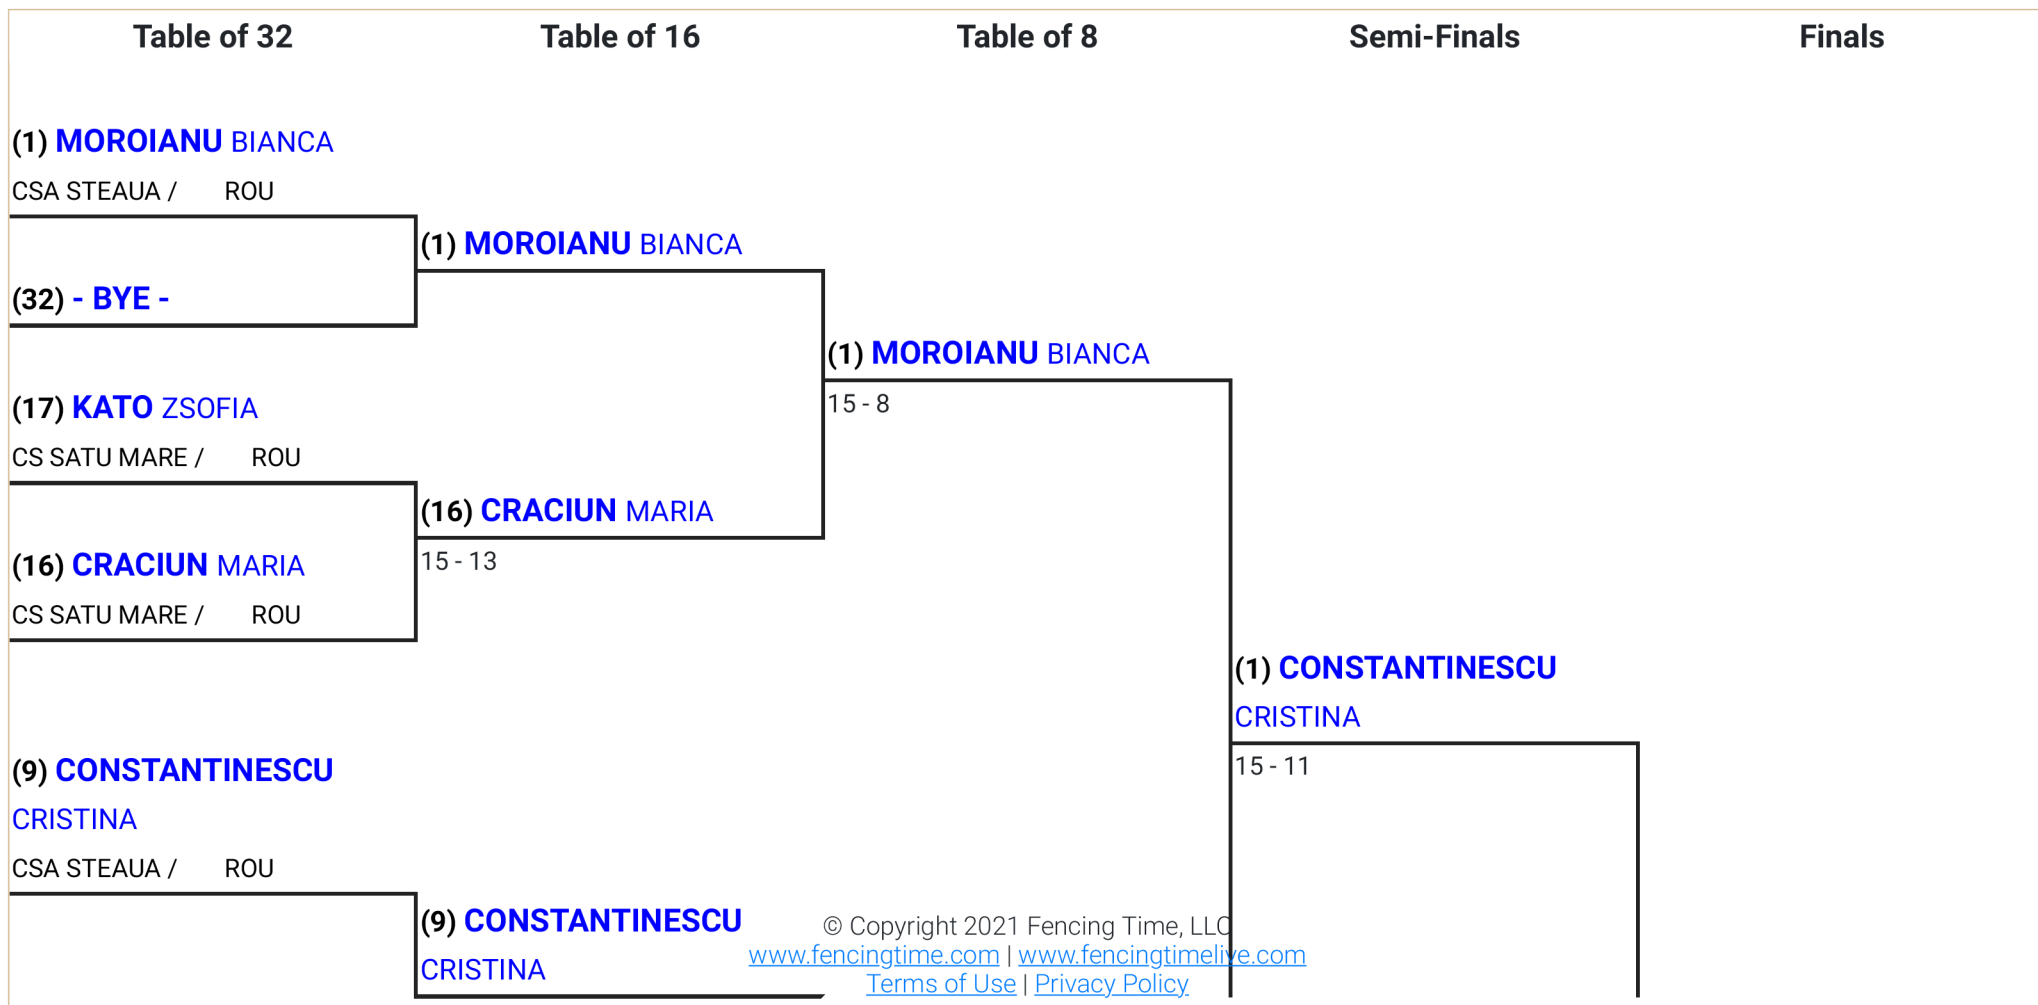 Table of 32 Table of 16 Table of 8 Semi-Finals Finals
(1) MOROIANU BIANCA
CSA STEAUA / ROU
(1) MOROIANU BIANCA
(32) - BYE -
(1) MOROIANU BIANCA
15 - 8
(17) KATO ZSOFIA
CS SATU MARE / ROU
(16) CRACIUN MARIA
15 - 13
(16) CRACIUN MARIA
CS SATU MARE / ROU
(1) CONSTANTINESCU
CRISTINA
15 - 11
(9) CONSTANTINESCU
CRISTINA
CSA STEAUA / ROU
(9) CONSTANTINESCU
CRISTINA
© Copyright 2021 Fencing Time, LLC
www.fencingtime.com | www.fencingtimelive.com
Terms of Use | Privacy Policy